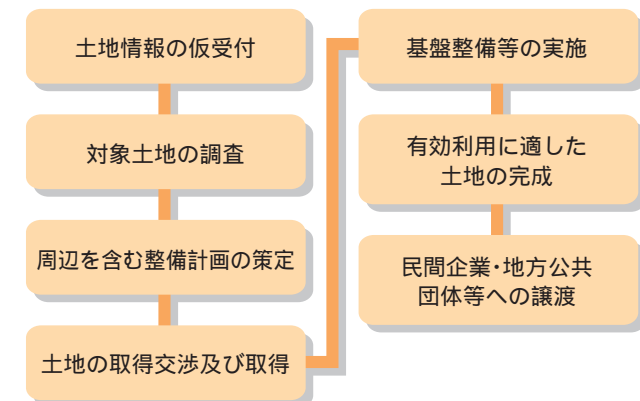 土地情報の仮受付
対象土地の調査
周辺を含む整備計画の策定
土地の取得交渉及び取得
基盤整備等の実施
有効利用に適した
土地の完成
民間企業・地方公共
団体等への譲渡